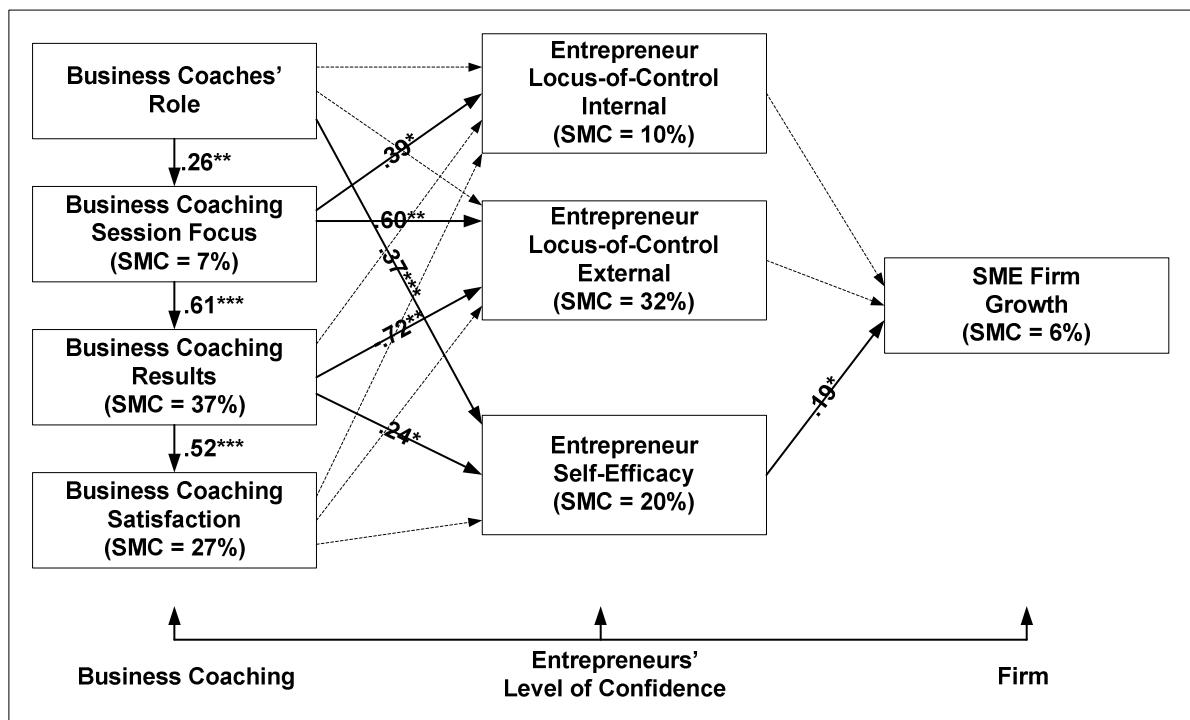 Business Coaches’
Role
.26**
Business Coaching
Session Focus
(SMC = 7%)
.61***
Business Coaching
Results
(SMC = 37%)
.52***
Business Coaching
Satisfaction
(SMC = 27%)
.39*
.60**
.37***
-.72**
.24*
Entrepreneur
Locus-of-Control
Internal
(SMC = 10%)
Entrepreneur
Locus-of-Control
External
(SMC = 32%)
Entrepreneur
Self-Efficacy
(SMC = 20%)
.19*
SME Firm
Growth
(SMC = 6%)
Business Coaching
Entrepreneurs’
Level of Confidence
Firm